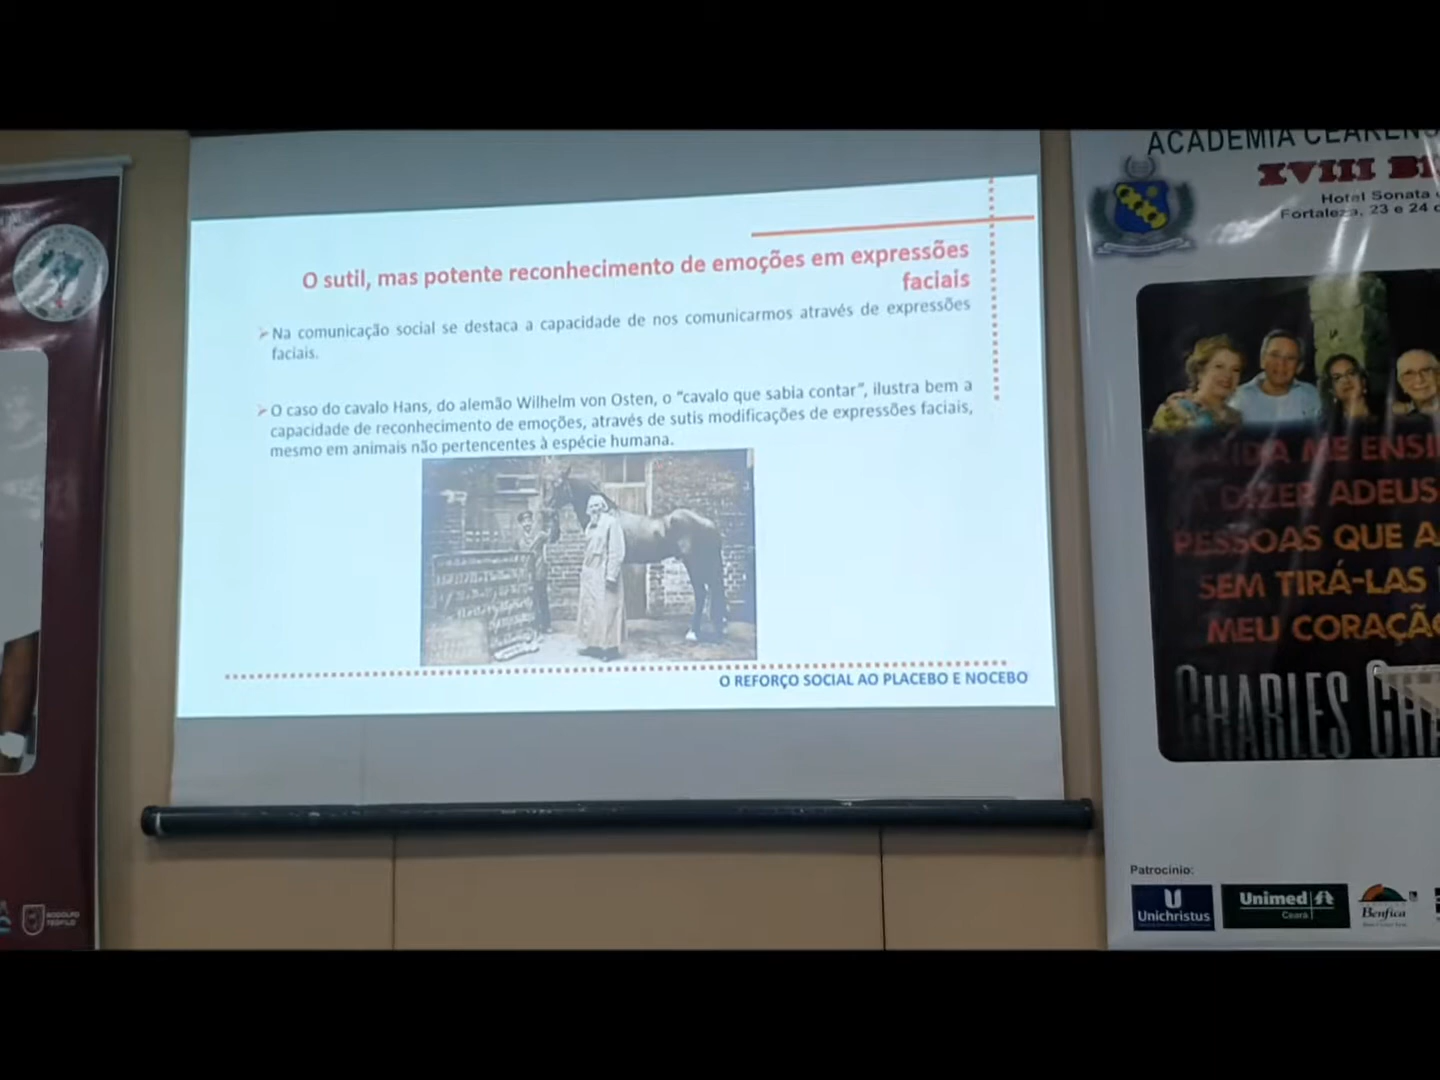 O sutil, mas potente reconhecimento de emoções em expressões
faciais
Na comunicação social se destaca a capacidade de nos comunicarmos através de expressões
faciais.
O caso do cavalo Hans, do alemão Wilhelm von Osten, o "cavalo que sabia contar", ilustra bem a
capacidade de reconhecimento de emoções, através de sutis modificações de expressões faciais,
mesmo em animais não pertencentes à espécie humana.
O REFORÇO SOCIAL AO PLACEBO E NOCEBO
ACADEMIA CEAREN
XVIII
Hotel Sonata
Fortaleza, 23 e 24
ME ENSI
DIZER ADEUS
PESSOAS QUE A
SEM TIRÁ-LAS
MEU CORAÇÃO
CHARLES CHA
Patrocínio:
Unichristus
Unimed
Ceará
Benfica
RODOLFO
TEÓFILO